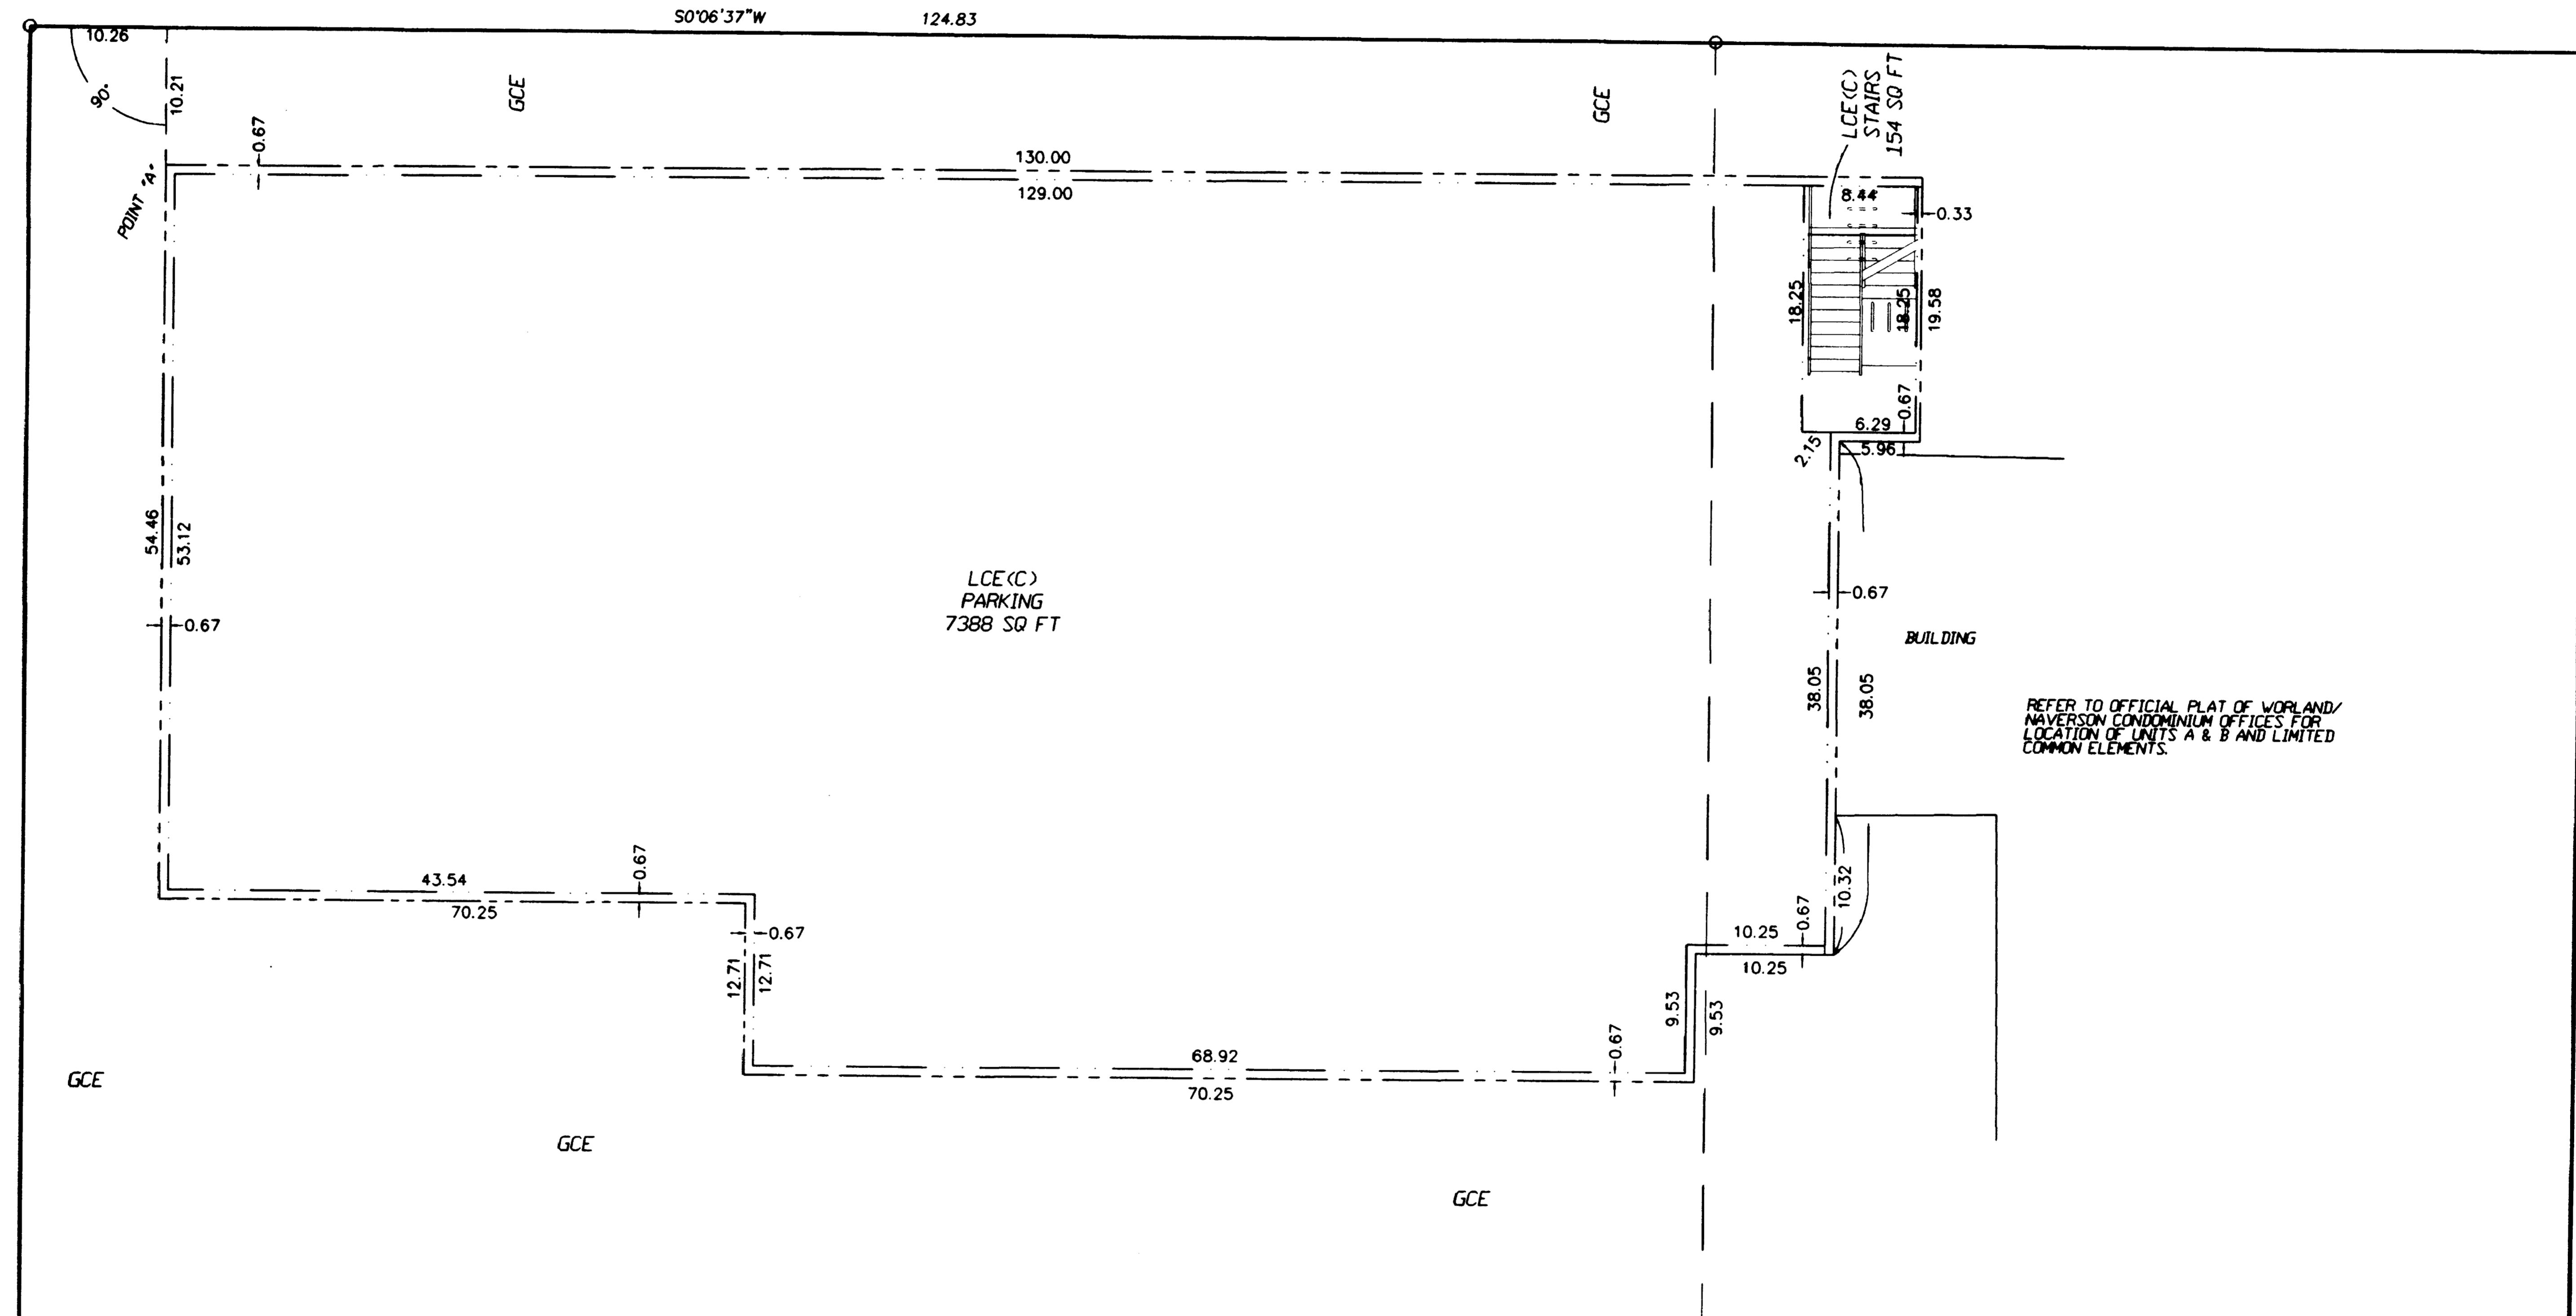 S0°06'37"W 124.83
10.26
90°
10.21
GCE
GCE
LCE(C)
STAIRS
154 SQ FT
POINT "A"
0.67
130.00
129.00
8.44
0.33
18.25
18.25
19.58
0.67
6.29
5.96
2.15
54.46
53.12
0.67
LCE(C)
PARKING
7388 SQ FT
0.67
BUILDING
38.05
38.05
REFER TO OFFICIAL PLAT OF WORLAND/
NAVERSON CONDOMINIUM OFFICES FOR
LOCATION OF UNITS A & B AND LIMITED
COMMON ELEMENTS.
43.54
70.25
0.67
0.67
12.71
12.71
10.32
0.67
10.25
10.25
9.53
9.53
68.92
70.25
0.67
GCE
GCE
GCE